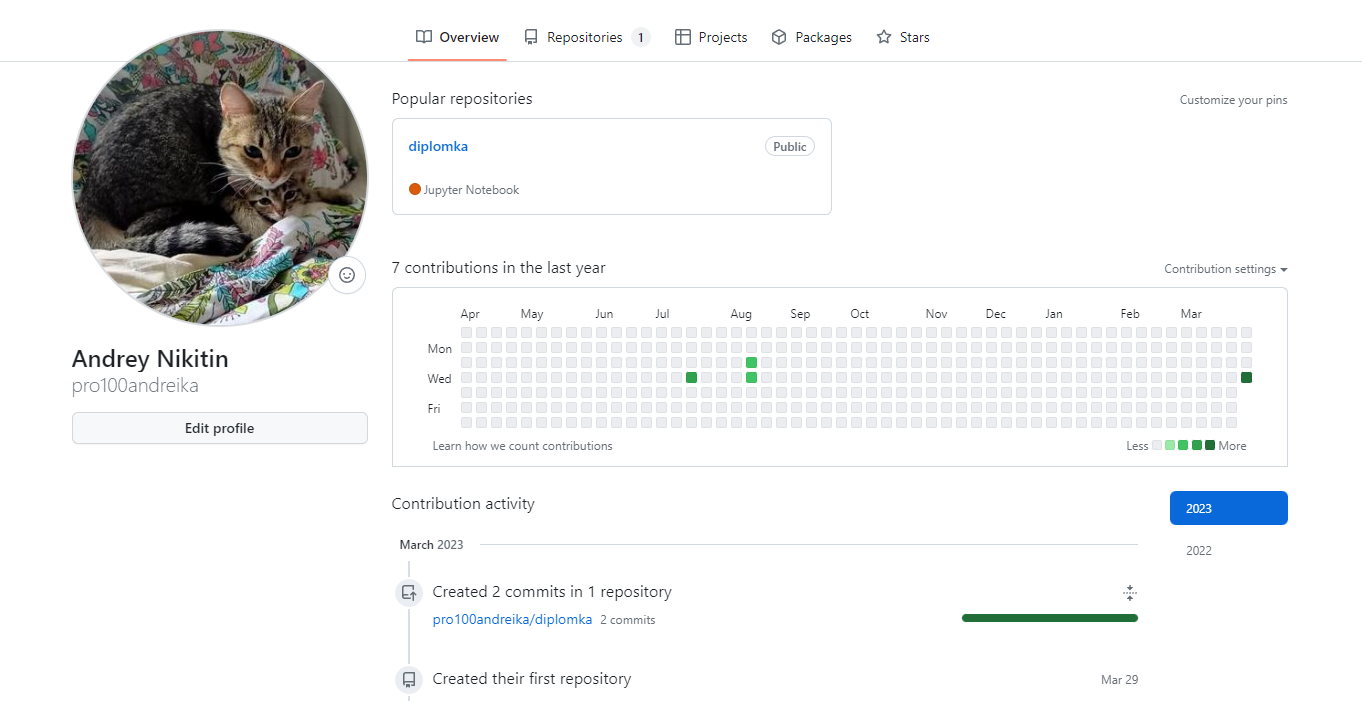 Overview Repositories 1 Projects Packages Stars
Popular repositories Customize your pins
diplomka Public
Jupyter Notebook
7 contributions in the last year Contribution settings
Apr May Jun Jul Aug Sep Oct Nov Dec Jan Feb Mar
Mon
Wed
Fri
Learn how we count contributions Less More
Andrey Nikitin
pro100andreika
Edit profile
Contribution activity 2023
March 2023 2022
Created 2 commits in 1 repository
pro100andreika/diplomka 2 commits
Created their first repository Mar 29